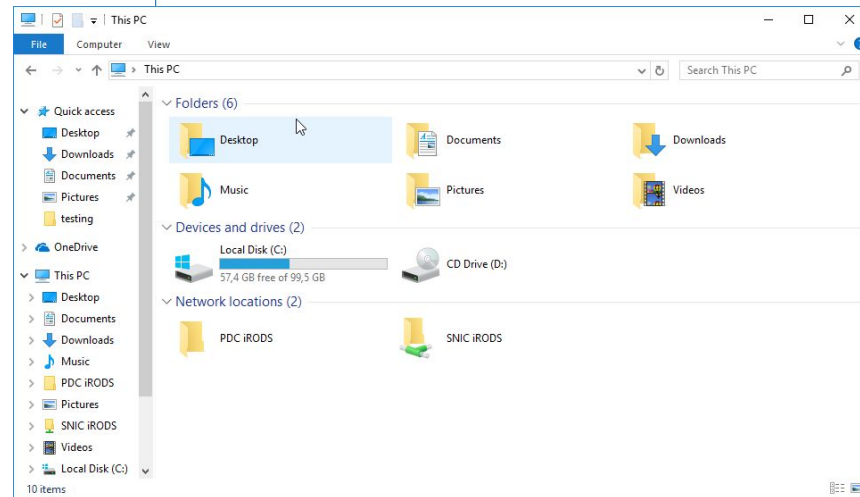 This PC
File Computer View
This PC
Search This PC
Quick access
Desktop
Downloads
Documents
Pictures
testing
OneDrive
This PC
Desktop
Documents
Downloads
Music
PDC iRODS
Pictures
SNIC iRODS
Videos
Local Disk (C:)
Folders (6)
Desktop Documents Downloads
Music Pictures Videos
Devices and drives (2)
Local Disk (C:)
CD Drive (D:)
57,4 GB free of 99,5 GB
Network locations (2)
PDC iRODS SNIC iRODS
10 items